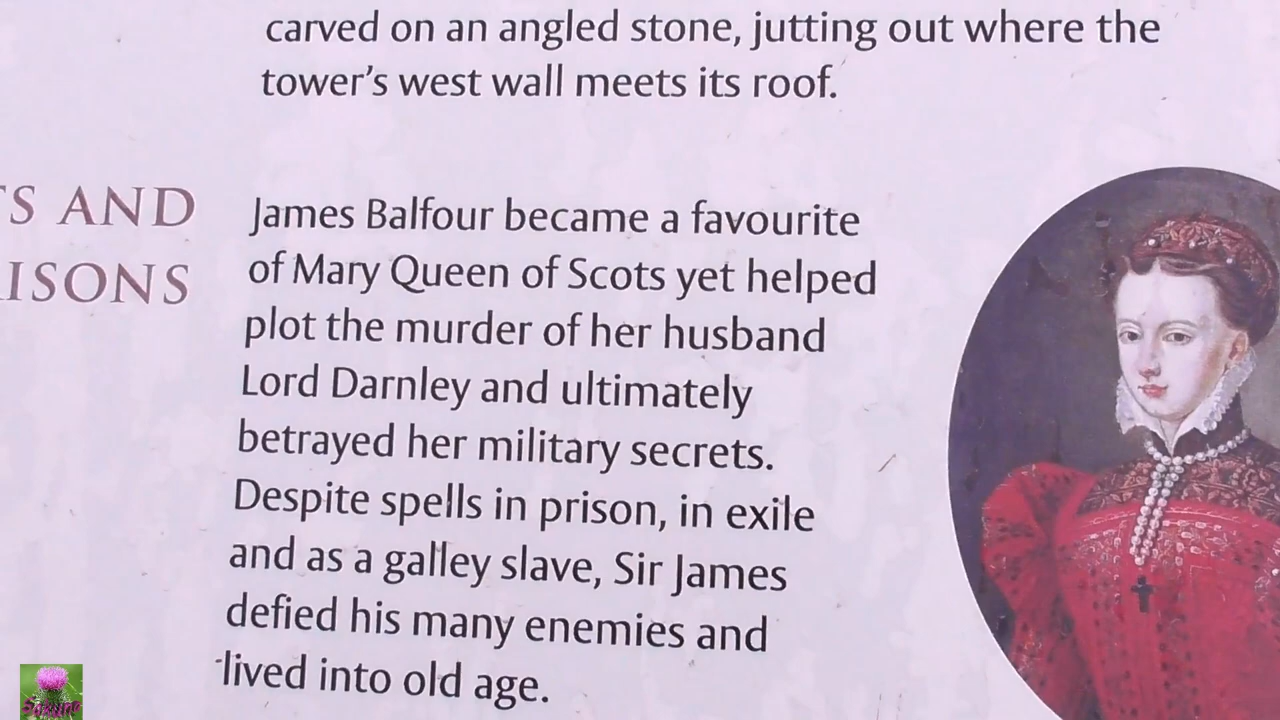 carved on an angled stone, jutting out where the
tower's west wall meets its roof.
AND
James Balfour became a favourite
of Mary Queen of Scots yet helped
plot the murder of her husband
Lord Darnley and ultimately
betrayed her military secrets.
Despite spells in prison, in exile
and as a galley slave, Sir James
defied his many enemies and
lived into old age.